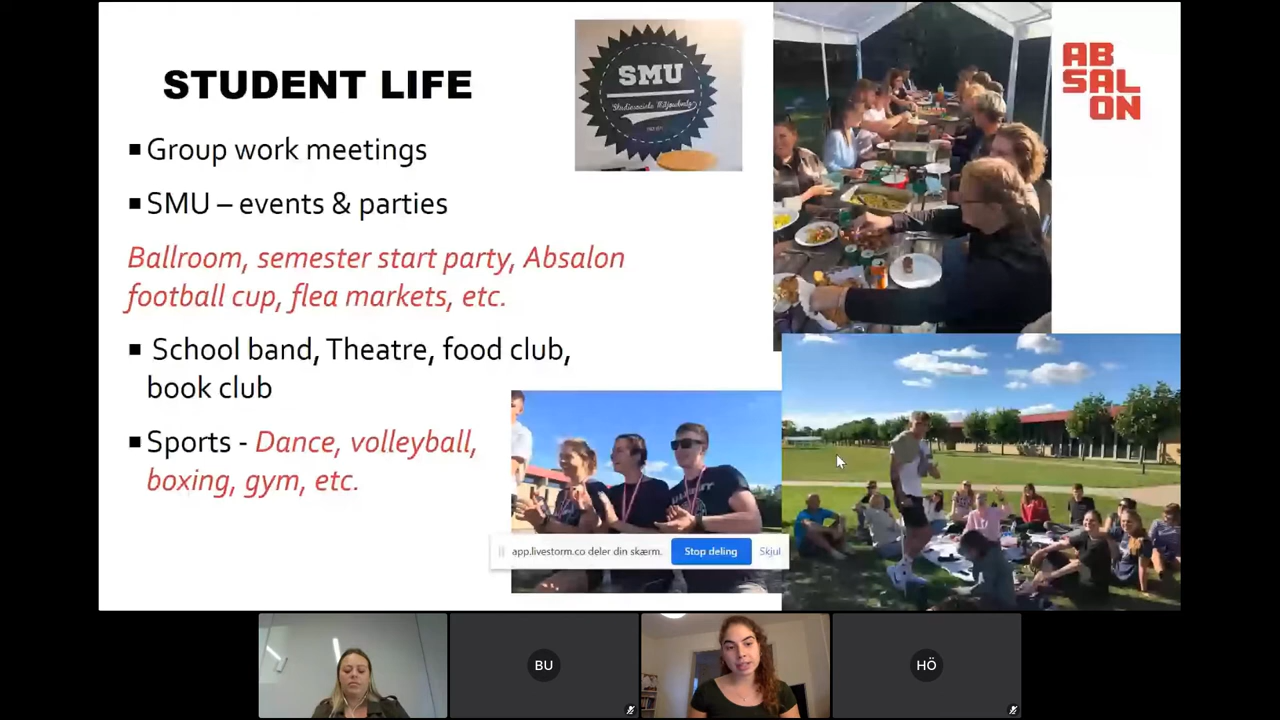 STUDENT LIFE
▪ Group work meetings
▪ SMU – events & parties
Ballroom, semester start party, Absalon
football cup, flea markets, etc.
▪ School band, Theatre, food club,
book club
▪ Sports - Dance, volleyball,
boxing, gym, etc.
SMU
Studiesociale Miljøudvalg
AB
SAL
ON
app.livestorm.co deler din skærm.
Stop deling
Skjul
BU
HÖ